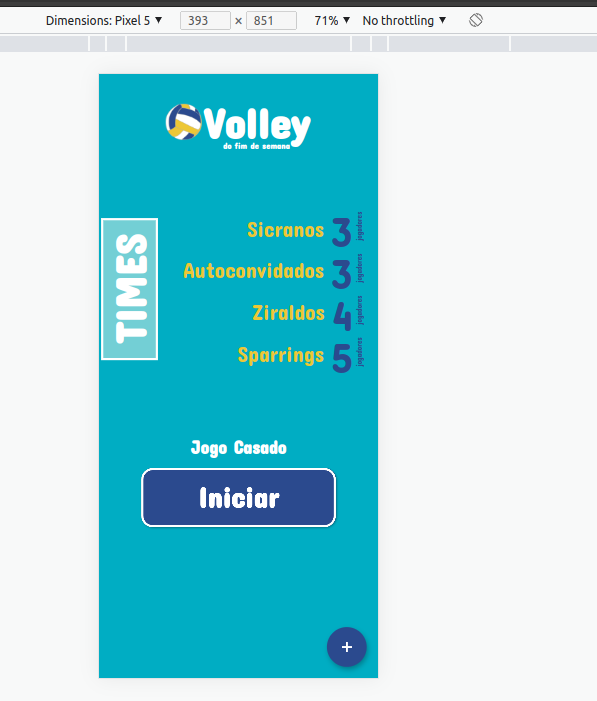 Dimensions: Pixel 5 ▼ 393 × 851 71% ▼ No throttling ▼
Volley
do fim de semana
TIMES
Sicranos 3 jogadores
Autoconvidados 3 jogadores
Ziraldos 4 jogadores
Sparrings 5 jogadores
Jogo Casado
Iniciar
+